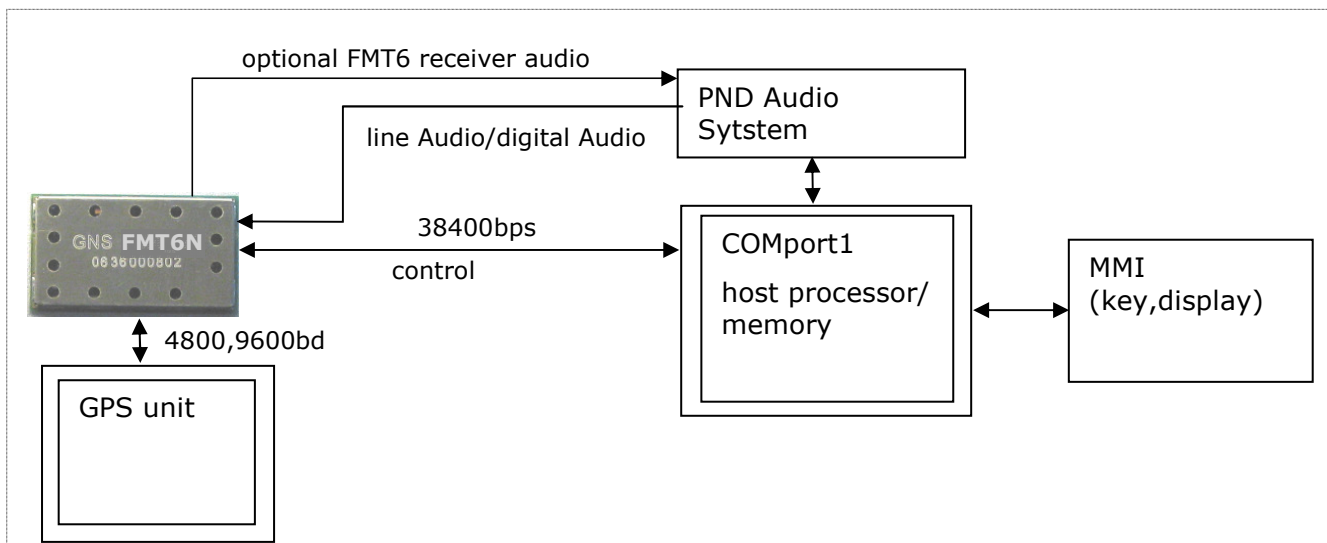 optional FMT6 receiver audio
PND Audio
Sytstem
line Audio/digital Audio
GNS FMT6N
0636000802
38400bps
control
COMport1
host processor/
memory
MMI
(key,display)
4800,9600bd
GPS unit